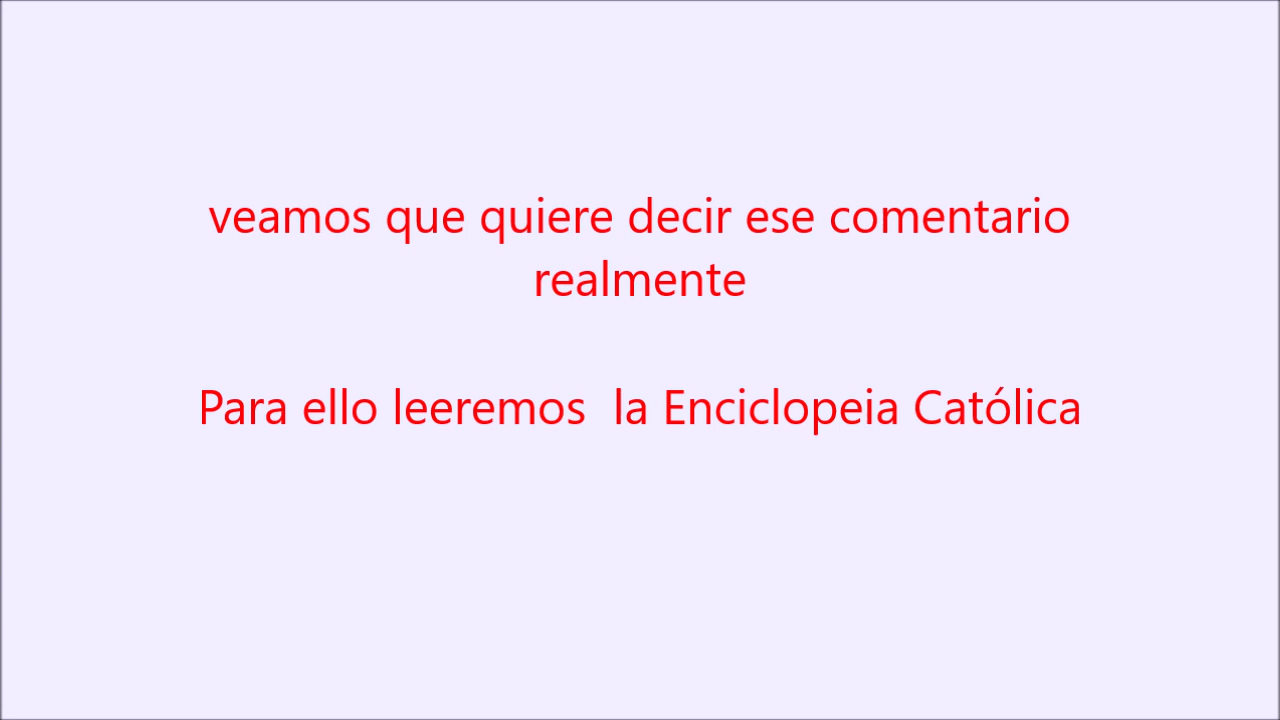 veamos que quiere decir ese comentario
realmente
Para ello leeremos  la Enciclopeia Católica